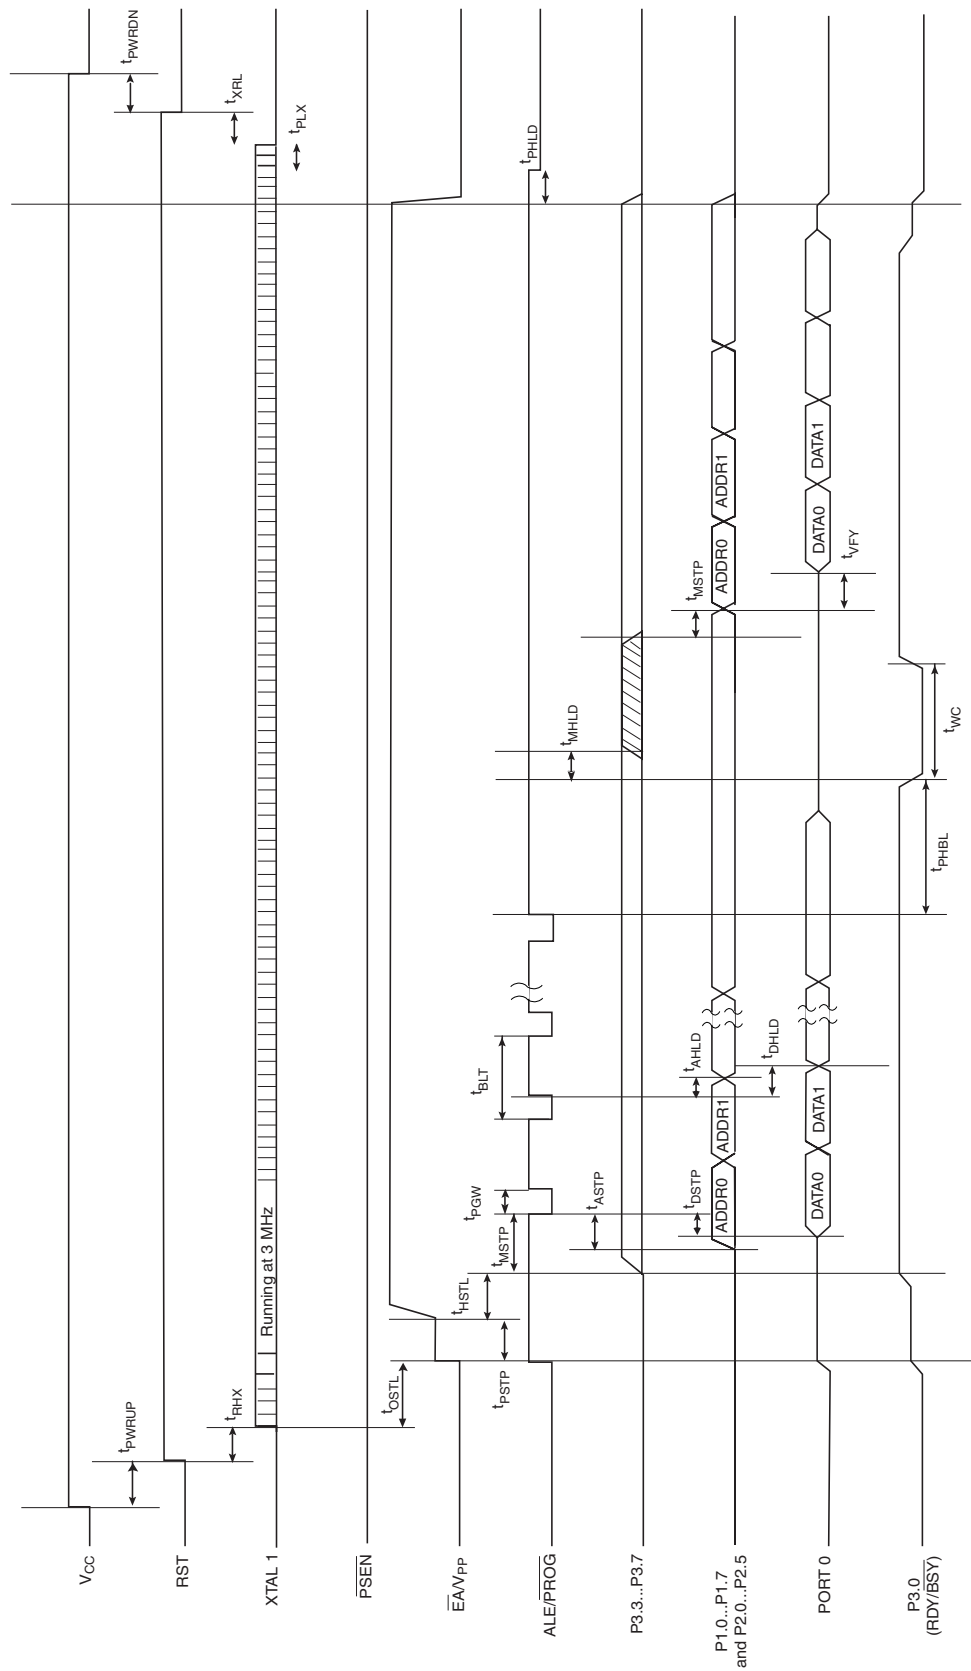 V_CC
t_PWRUP
t_PWRDN
RST
t_RHX
t_XRL
XTAL 1
Running at 3 MHz
t_PLX
PSEN
t_OSTL
EA/V_PP
t_HSTL
t_PSTP
ALE/PROG
t_MSTP
t_PGW
t_BLT
t_PHLD
P3.3...P3.7
t_ASTP
t_MHLD
P1.0...P1.7
and P2.0...P2.5
t_DSTP
ADDR0
ADDR1
t_AHLD
t_MSTP
ADDR0
ADDR1
t_DHLD
PORT 0
DATA0
DATA1
DATA0
DATA1
t_VFY
P3.0
(RDY/BSY)
t_PHBL
t_WC